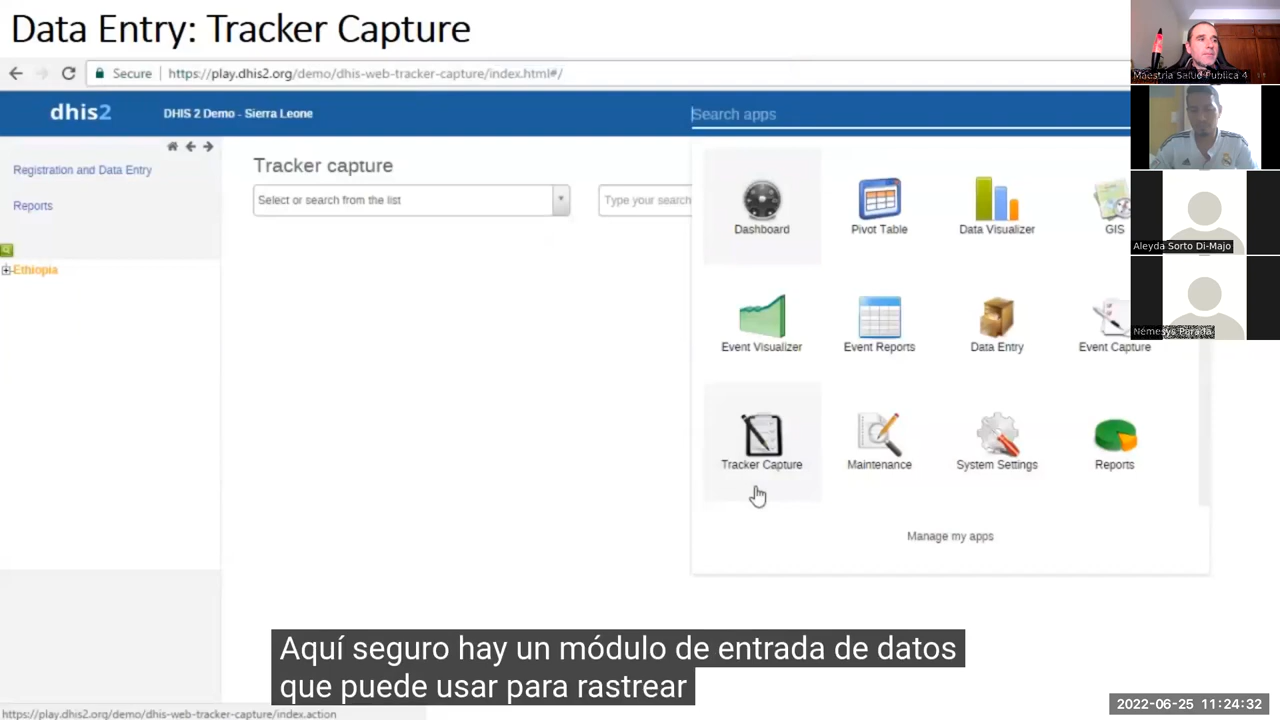 Data Entry: Tracker Capture
Secure | https://play.dhis2.org/demo/dhis-web-tracker-capture/index.html#/
dhis2 DHIS 2 Demo - Sierra Leone Search apps
Registration and Data Entry
Reports
Ethiopia
Tracker capture
Select or search from the list
Type your search
Dashboard Pivot Table Data Visualizer GIS
Event Visualizer Event Reports Data Entry Event Capture
Tracker Capture Maintenance System Settings Reports
Manage my apps
Maestria Salud Publica 4
Aleyda Sorto Di-Majo
Némesys Parada
Aquí seguro hay un módulo de entrada de datos
que puede usar para rastrear
https://play.dhis2.org/demo/dhis-web-tracker-capture/index.action
2022-06-25 11:24:32